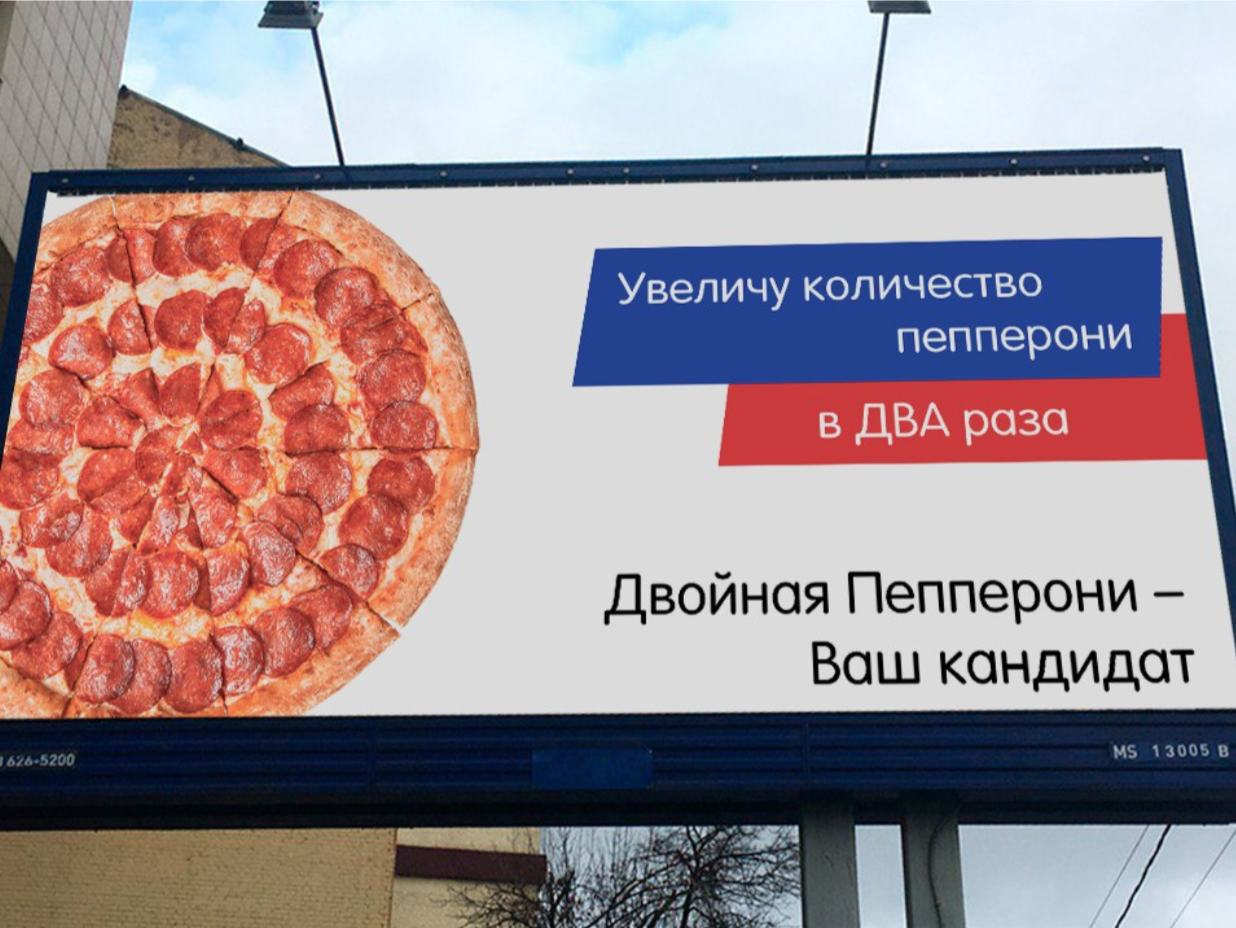 Увеличу количество
пепперони
в ДВА раза
Двойная Пепперони –
Ваш кандидат
626-5200
MS 13005 B